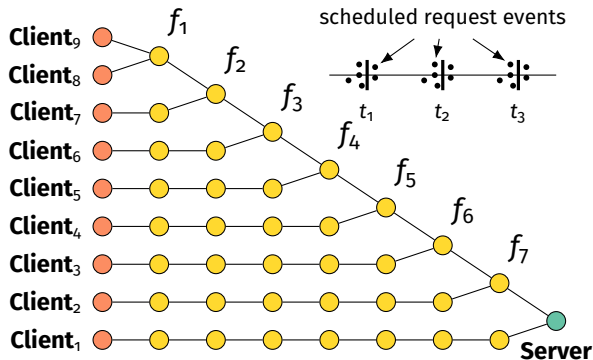 scheduled request events
t₁ t₂ t₃
f₁
f₂
f₃
f₄
f₅
f₆
f₇
Client₉
Client₈
Client₇
Client₆
Client₅
Client₄
Client₃
Client₂
Client₁
Server